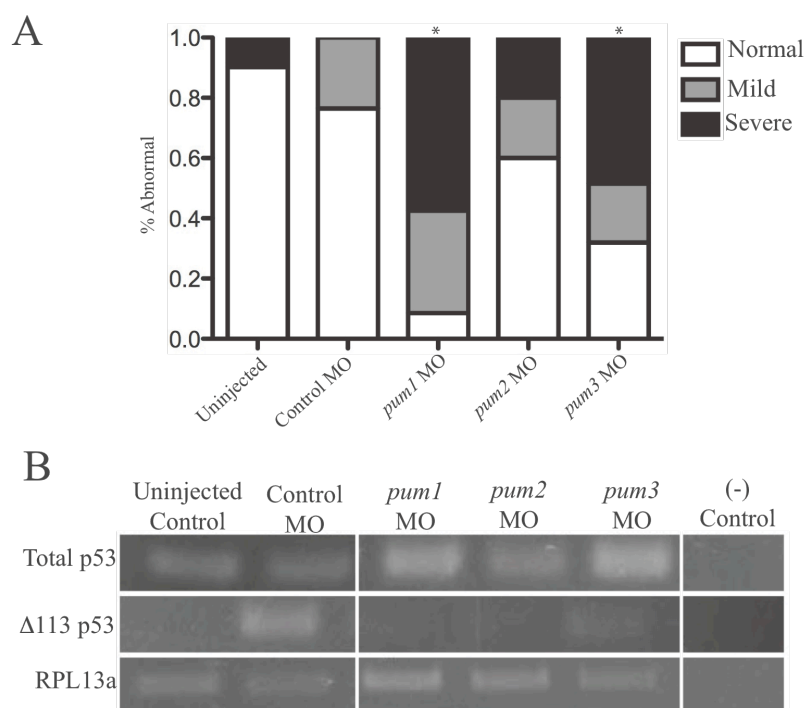 A
* *
1.0
0.8
0.6
0.4
0.2
0.0
% Abnormal
Normal
Mild
Severe
Uninjected
Control MO
pum1 MO
pum2 MO
pum3 MO
B
Uninjected Control pum1 pum2 pum3 (-)
Control MO MO MO MO Control
Total p53
Δ113 p53
RPL13a